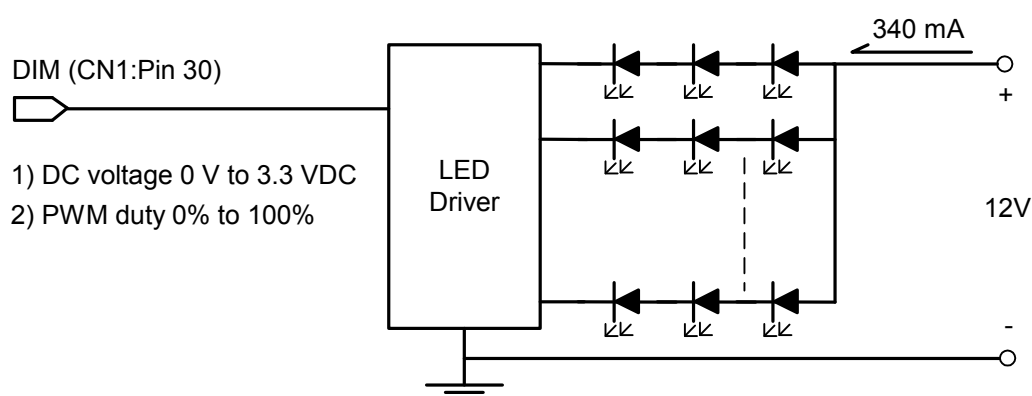 340 mA
DIM (CN1:Pin 30)
+
1) DC voltage 0 V to 3.3 VDC
2) PWM duty 0% to 100%
LED
Driver
12V
-